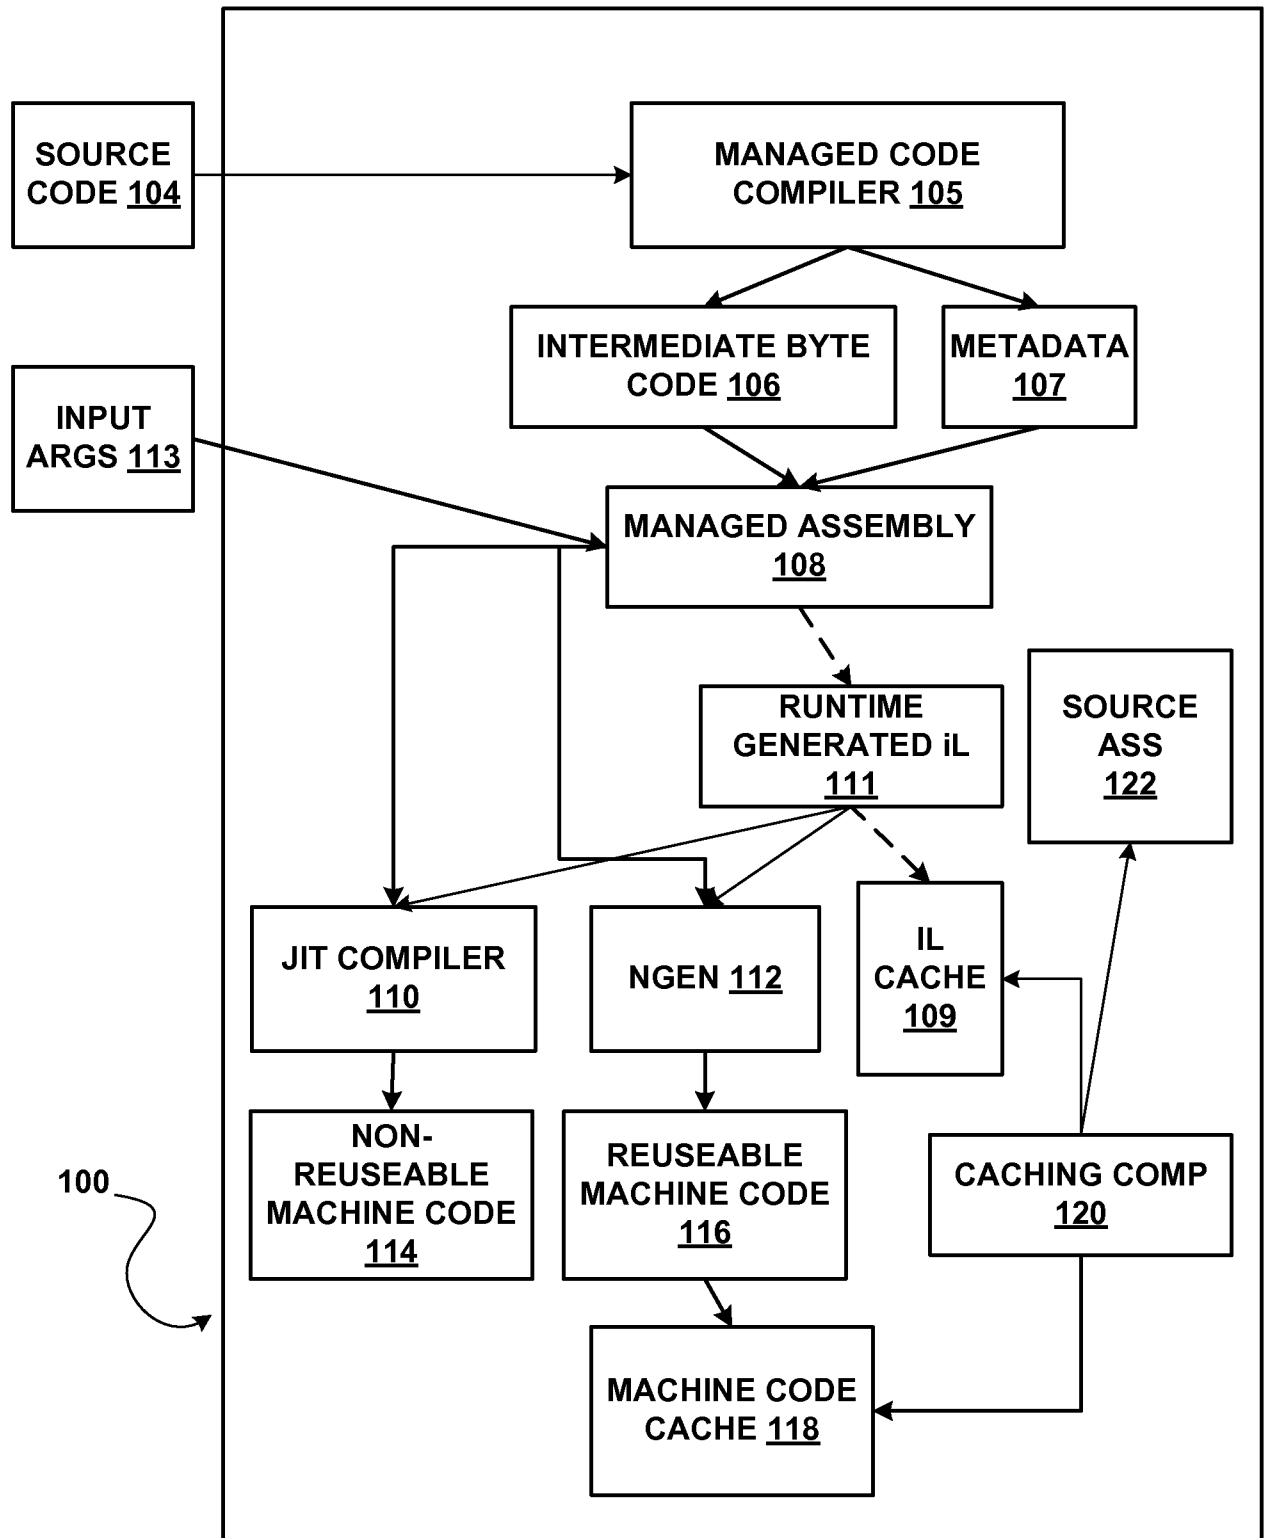 SOURCE
CODE 104
MANAGED CODE
COMPILER 105
INTERMEDIATE BYTE
CODE 106
METADATA
107
INPUT
ARGS 113
MANAGED ASSEMBLY
108
RUNTIME
GENERATED iL
111
SOURCE
ASS
122
JIT COMPILER
110
NGEN 112
IL
CACHE
109
NON-
REUSEABLE
MACHINE CODE
114
REUSEABLE
MACHINE CODE
116
CACHING COMP
120
100
MACHINE CODE
CACHE 118